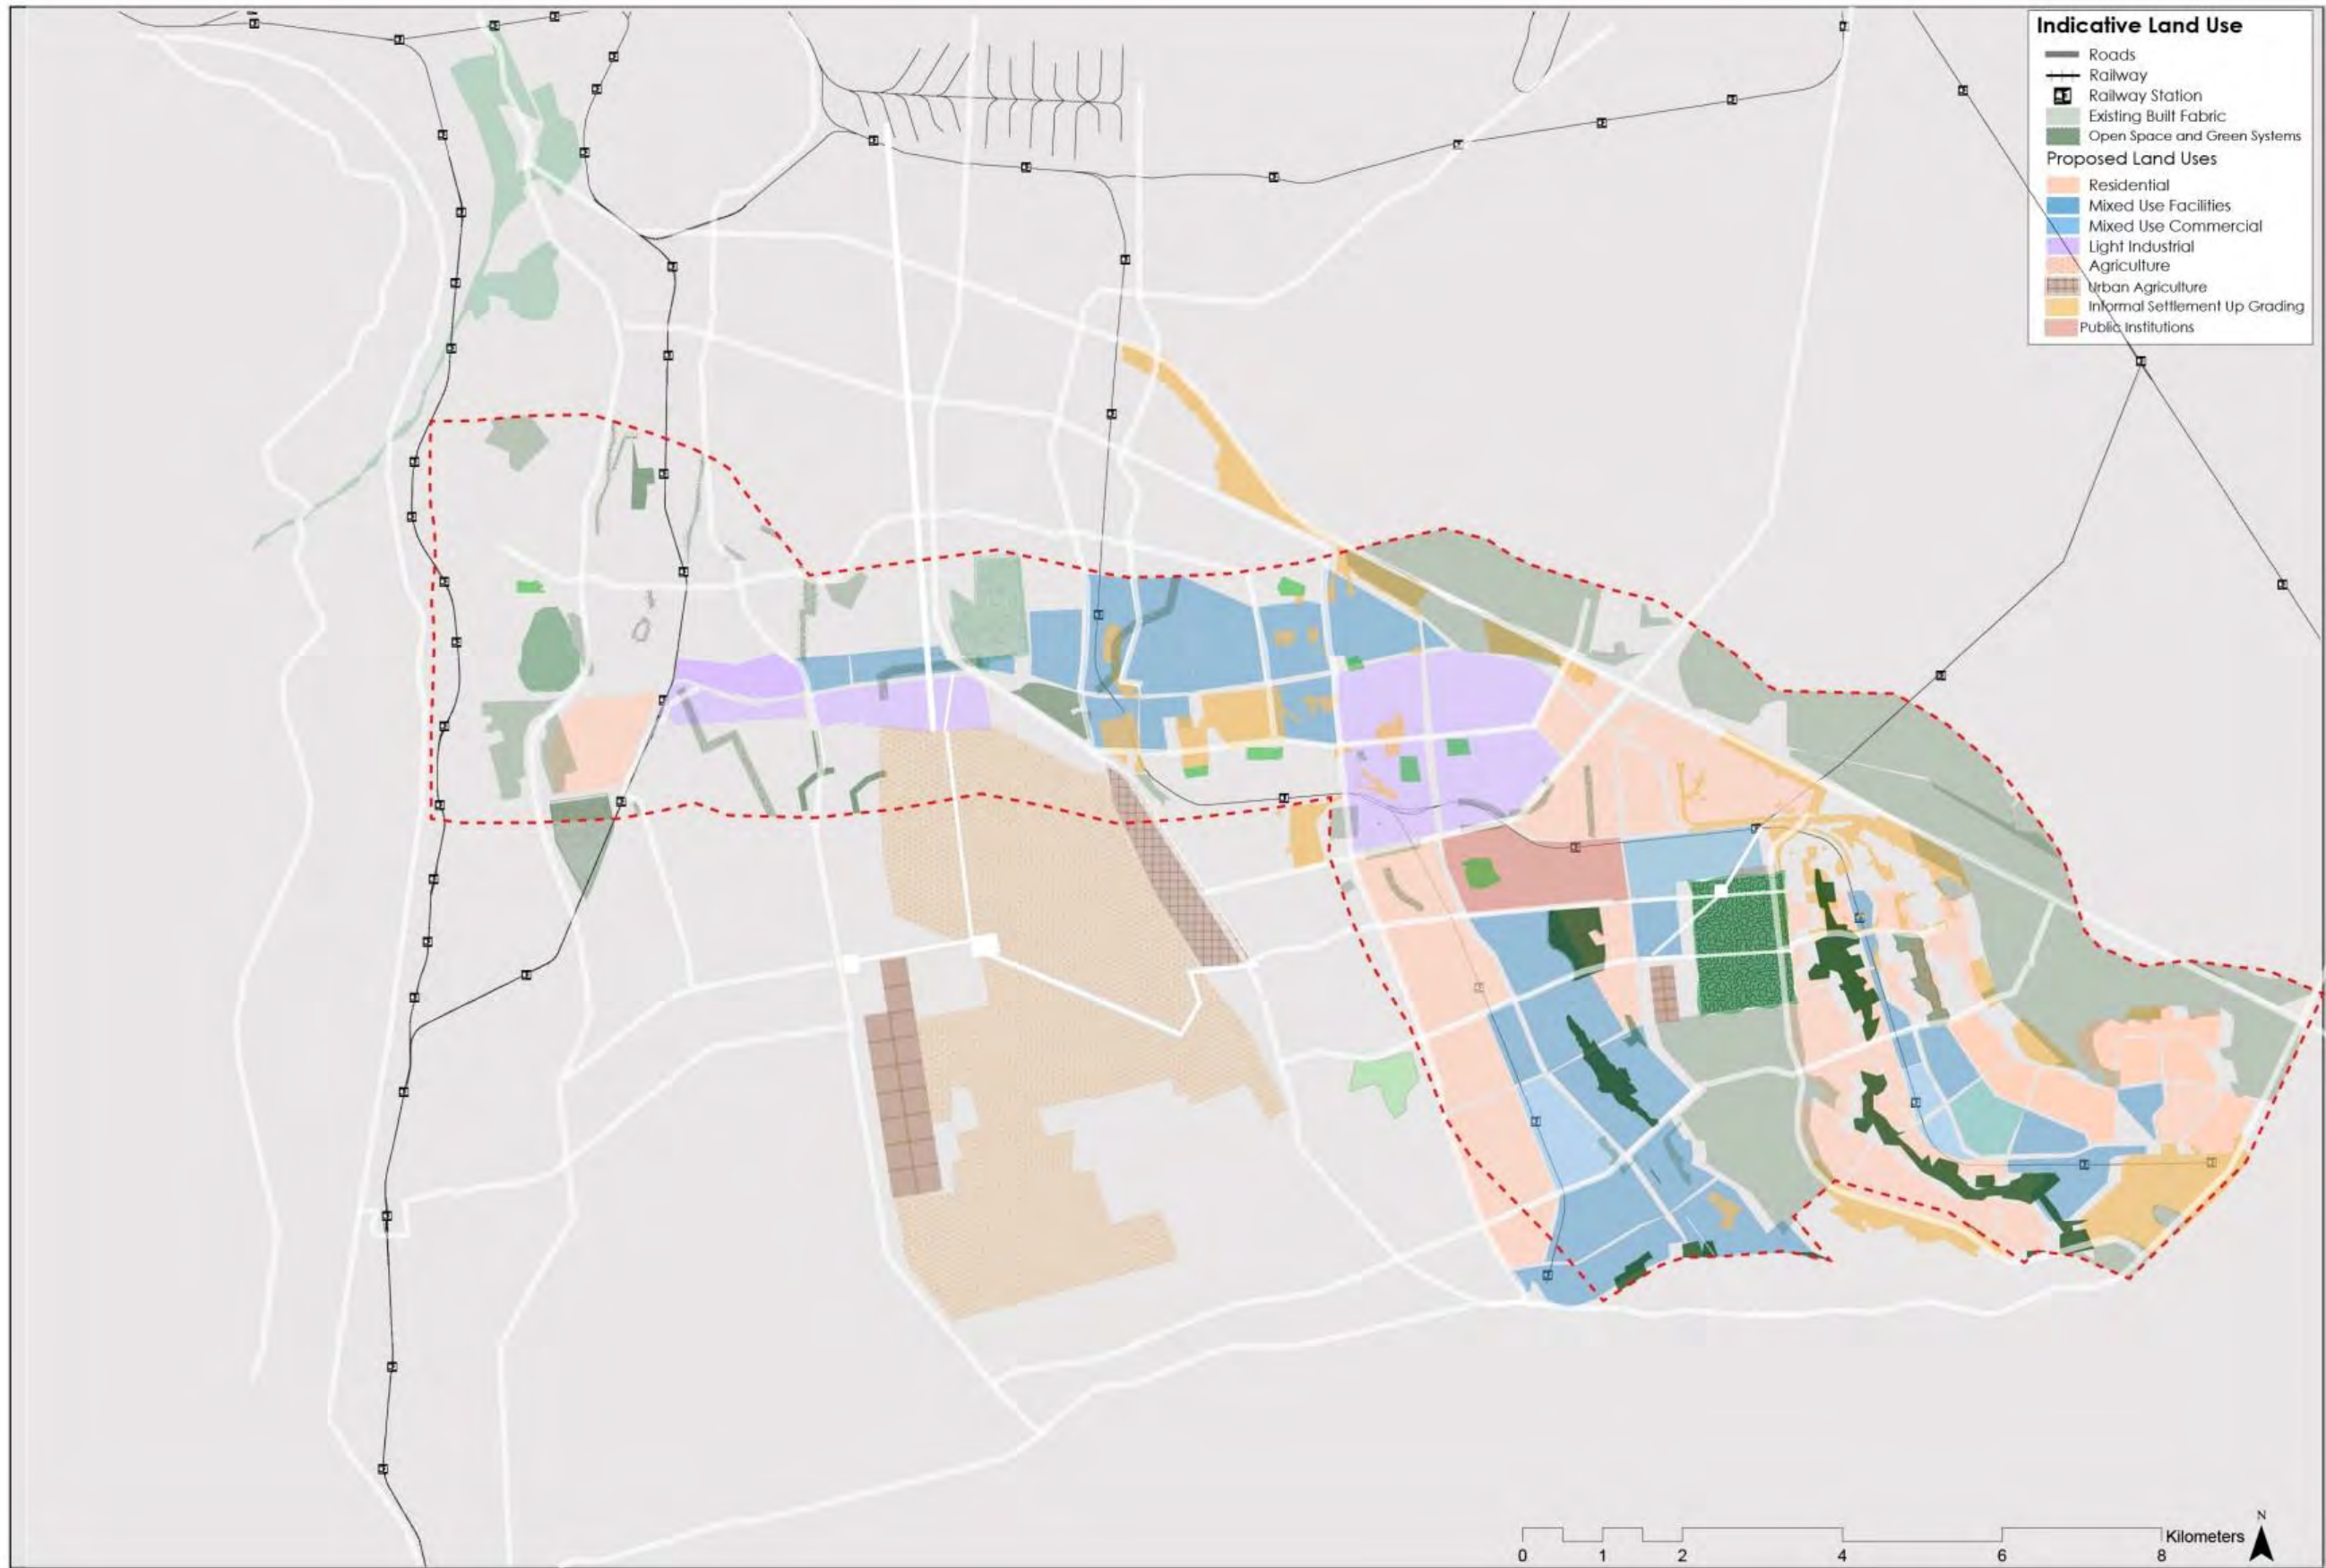 Indicative Land Use
Roads
Railway
Railway Station
Existing Built Fabric
Open Space and Green Systems
Proposed Land Uses
Residential
Mixed Use Facilities
Mixed Use Commercial
Light Industrial
Agriculture
Urban Agriculture
Informal Settlement Up Grading
Public Institutions
N
Kilometers
0 1 2 4 6 8